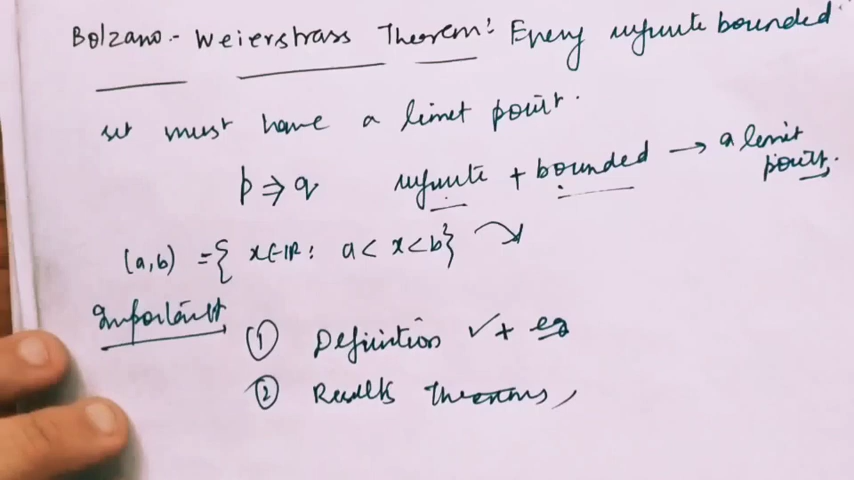 Bolzano - Weierstrass Theorem: Every infinite bounded
set must have a limit point.
p ⇒ q infinite + bounded → a limit point.
(a,b) = { x∈IR : a < x < b }
Important
① Definition ✓ + eg
② Results Theorems,